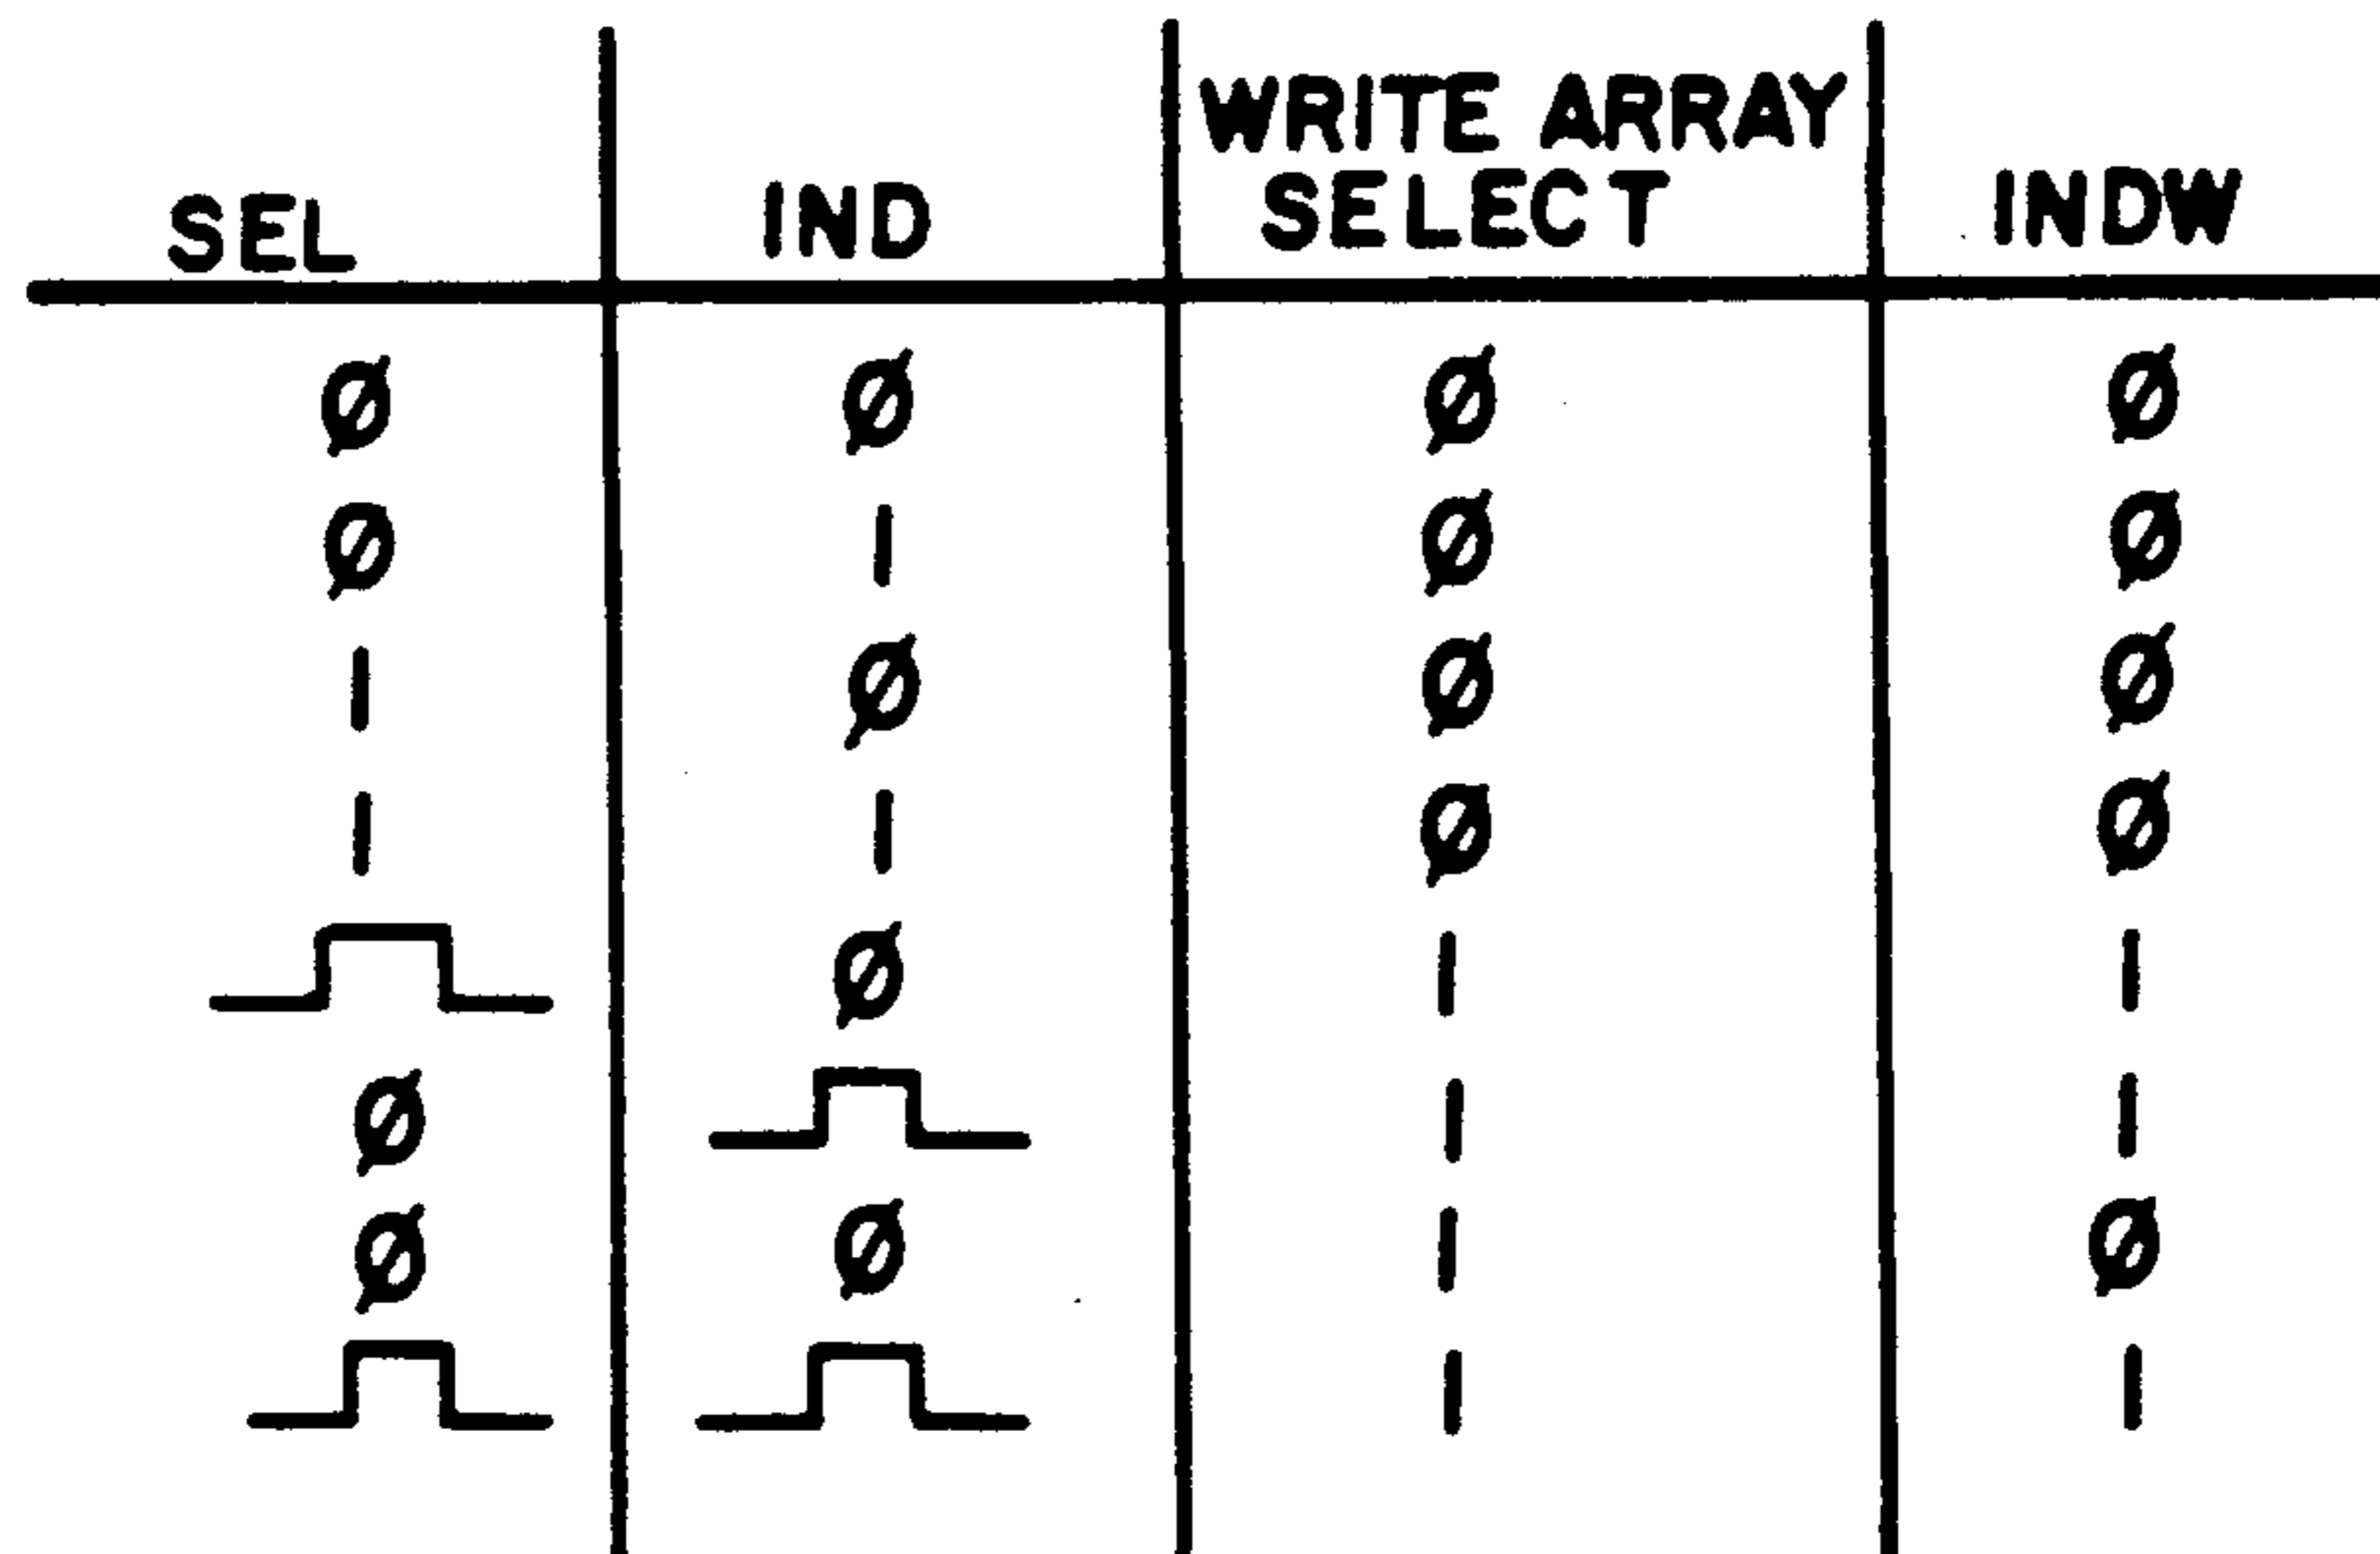 SEL IND WRITE ARRAY SELECT INDW
Ø Ø Ø Ø
Ø 1 Ø Ø
1 Ø Ø Ø
1 1 Ø Ø
Ø 1 1
Ø 1 1
Ø Ø 1 Ø
1 1